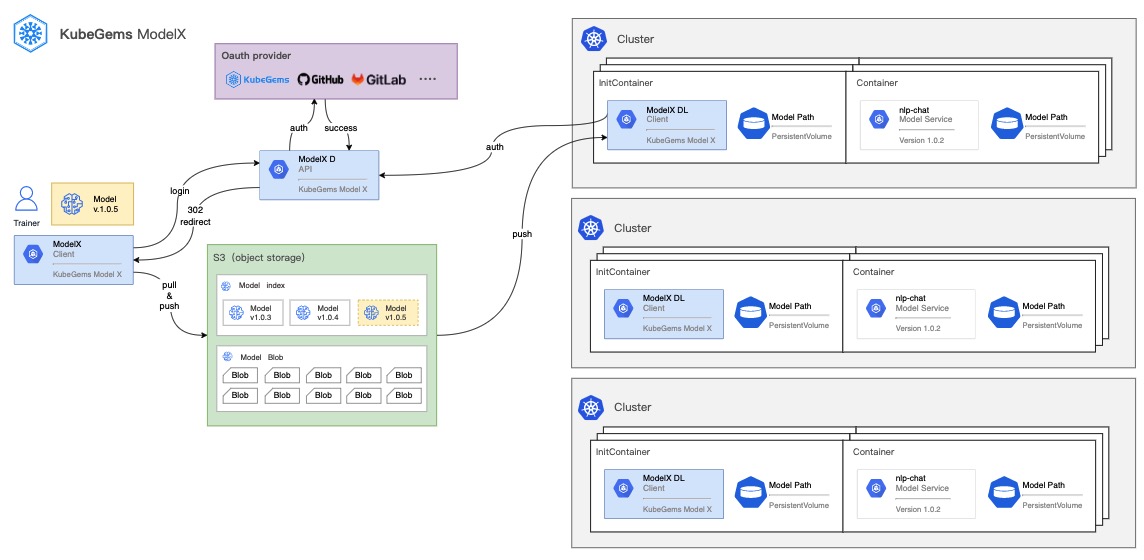 KubeGems ModelX
Oauth provider
KubeGems
GitHub
GitLab
....
auth
success
ModelX D
API
KubeGems Model X
login
302
redirect
Trainer
Model
v.1.0.5
ModelX
Client
KubeGems Model X
pull
&
push
S3（object storage)
Model index
Model
v1.0.3
Model
v1.0.4
Model
v1.0.5
Model Blob
Blob Blob Blob Blob Blob
Blob Blob Blob Blob Blob
auth
push
Cluster
InitContainer
ModelX DL
Client
KubeGems Model X
Model Path
PersistentVolume
Container
nlp-chat
Model Service
Version 1.0.2
Model Path
PersistentVolume
Cluster
InitContainer
ModelX DL
Client
KubeGems Model X
Model Path
PersistentVolume
Container
nlp-chat
Model Service
Version 1.0.2
Model Path
PersistentVolume
Cluster
InitContainer
ModelX DL
Client
KubeGems Model X
Model Path
PersistentVolume
Container
nlp-chat
Model Service
Version 1.0.2
Model Path
PersistentVolume